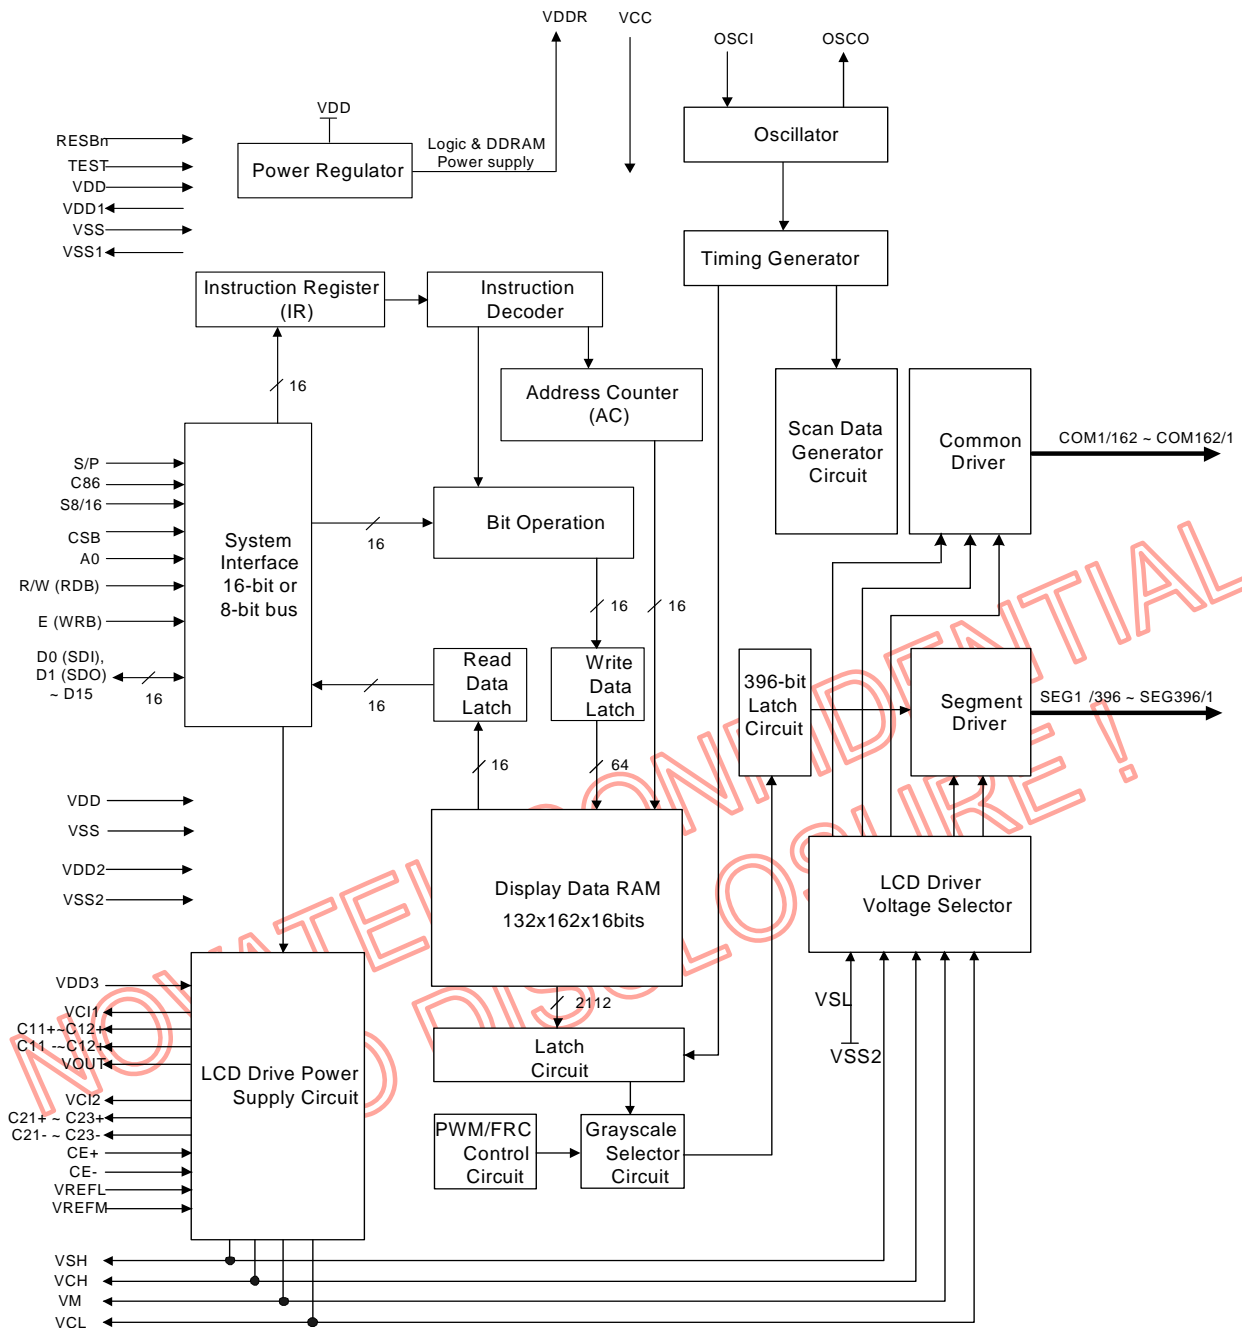 VDDR
VCC
OSCI
OSCO
VDD
RESBn
TEST
VDD
VDD1
VSS
VSS1
Power Regulator
Logic & DDRAM
Power supply
Oscillator
Timing Generator
Instruction Register
(IR)
Instruction
Decoder
16
Address Counter
(AC)
Scan Data
Generator
Circuit
Common
Driver
COM1/162 ~ COM162/1
S/P
C86
S8/16
CSB
A0
R/W (RDB)
E (WRB)
D0 (SDI),
D1 (SDO)
~ D15
16
System
Interface
16-bit or
8-bit bus
16
Bit Operation
16
16
Read
Data
Latch
16
Write
Data
Latch
16
64
396-bit
Latch
Circuit
Segment
Driver
SEG1 /396 ~ SEG396/1
VDD
VSS
VDD2
VSS2
Display Data RAM
132x162x16bits
LCD Driver
Voltage Selector
2112
VSL
VSS2
Latch
Circuit
VDD3
VCI1
C11+~C12+
C11 -~C12+
VOUT
VCI2
C21+ ~ C23+
C21- ~ C23-
CE+
CE-
VREFL
VREFM
LCD Drive Power
Supply Circuit
PWM/FRC
Control
Circuit
Grayscale
Selector
Circuit
VSH
VCH
VM
VCL
NOVATEK CONFIDENTIAL
NO DISCLOSURE !